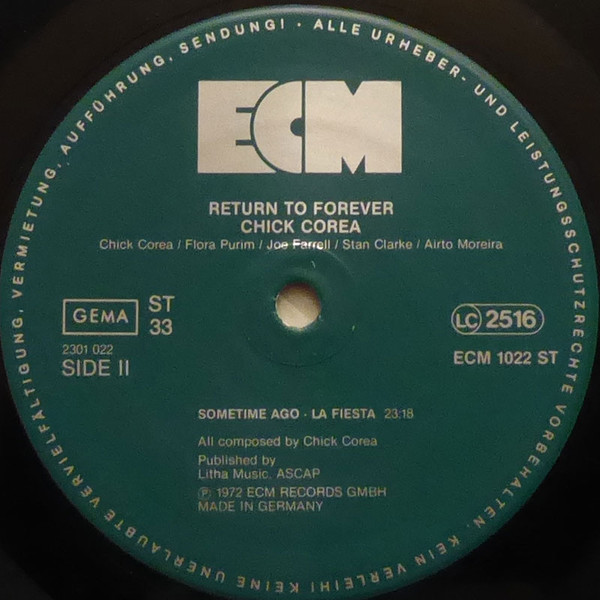 ALLE URHEBER- UND LEISTUNGSSCHUTZRECHTE VORBEHALTEN. KEIN VERLEIH! KEINE UNERLAUBTE VERVIELFÄLTIGUNG, VERMIETUNG, AUFFÜHRUNG, SENDUNG! ·
ECM
RETURN TO FOREVER
CHICK COREA
Chick Corea / Flora Purim / Joe Farrell / Stan Clarke / Airto Moreira
GEMA
ST
33
LC 2516
2301 022
SIDE II
ECM 1022 ST
SOMETIME AGO · LA FIESTA 23:18
All composed by Chick Corea
Published by
Litha Music. ASCAP
Ⓟ 1972 ECM RECORDS GMBH
MADE IN GERMANY